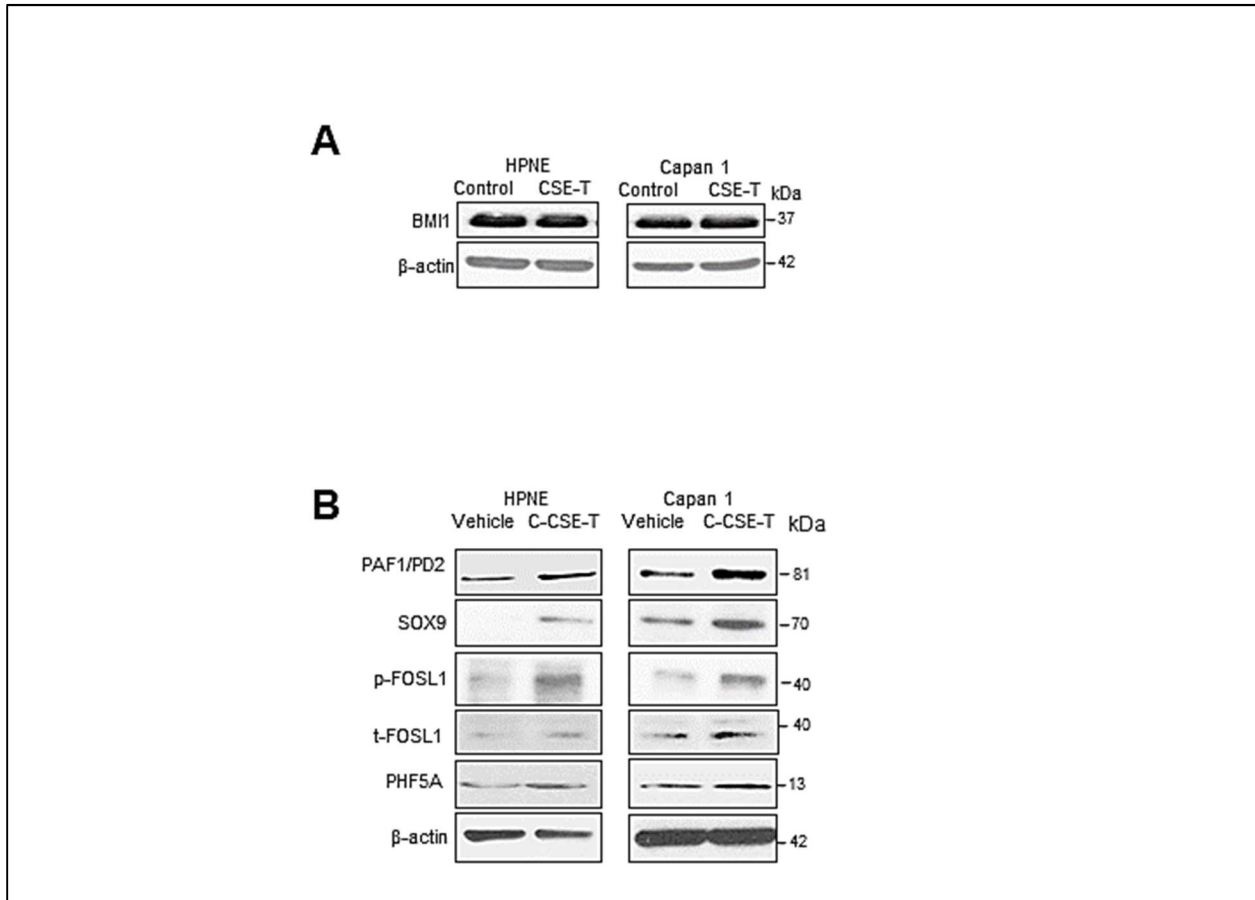 A
HPNE Capan 1
Control CSE-T Control CSE-T kDa
BMI1 -37
β-actin -42
B
HPNE Capan 1
Vehicle C-CSE-T Vehicle C-CSE-T kDa
PAF1/PD2 -81
SOX9 -70
p-FOSL1 -40
t-FOSL1 -40
PHF5A -13
β-actin -42